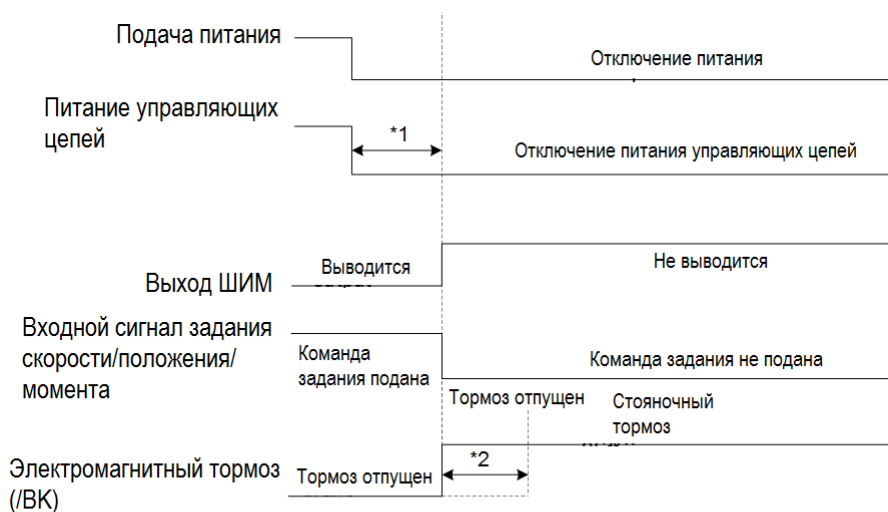 Подача питания
Отключение питания
Питание управляющих
цепей
*1
Отключение питания управляющих цепей
Выход ШИМ
Выводится
Не выводится
Входной сигнал задания
скорости/положения/
момента
Команда
задания подана
Команда задания не подана
Тормоз отпущен
Стояночный
тормоз
Электромагнитный тормоз
(/BK)
Тормоз отпущен
*2